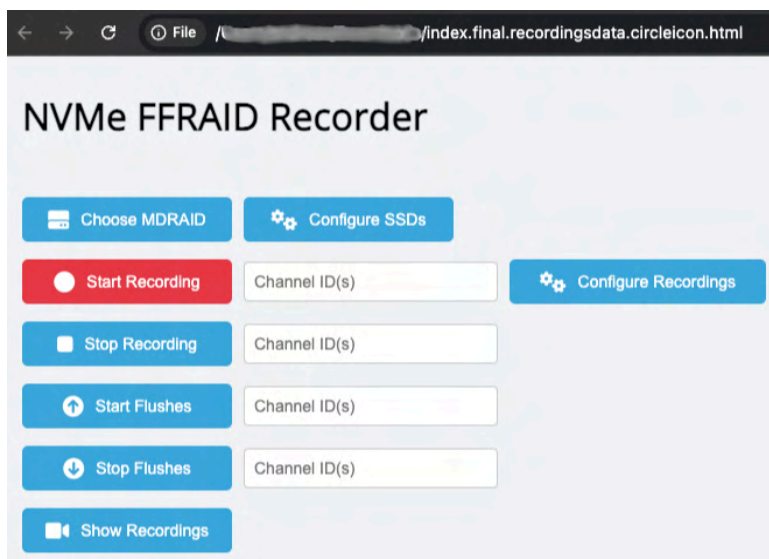 File /index.final.recordingsdata.circleicon.html
NVMe FFRAID Recorder
Choose MDRAID Configure SSDs
Start Recording Channel ID(s) Configure Recordings
Stop Recording Channel ID(s)
Start Flushes Channel ID(s)
Stop Flushes Channel ID(s)
Show Recordings